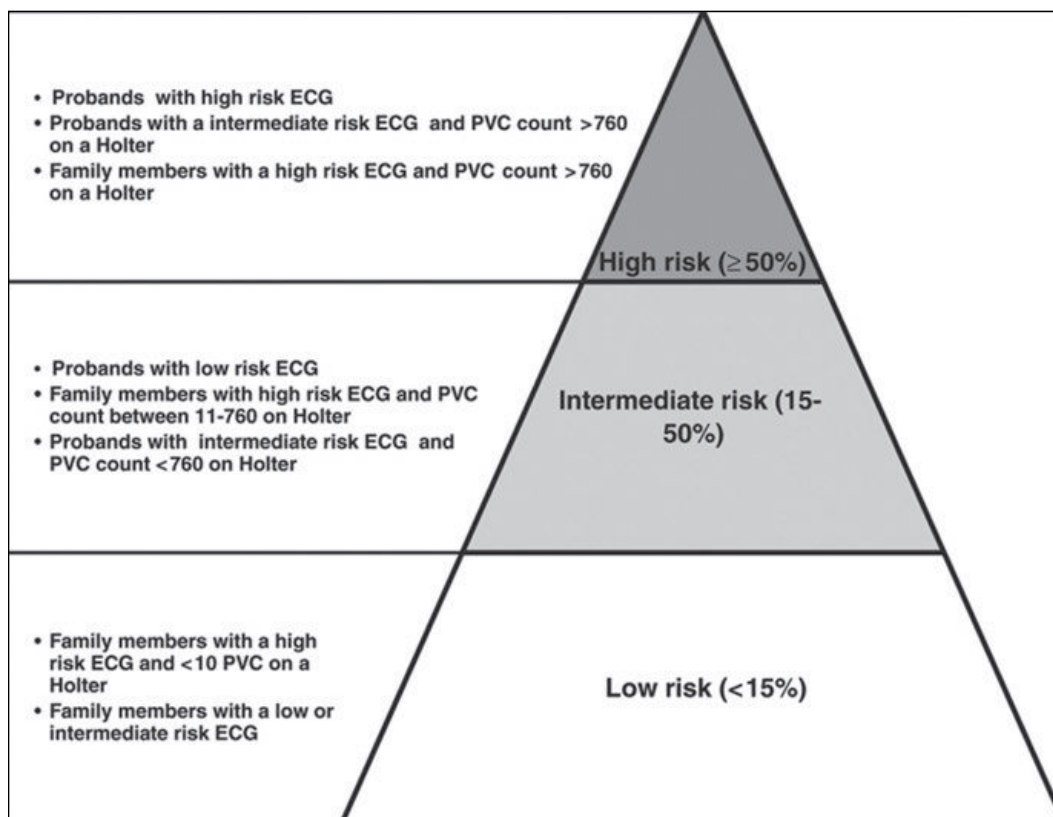 • Probands with high risk ECG
• Probands with a intermediate risk ECG and PVC count >760
on a Holter
• Family members with a high risk ECG and PVC count >760
on a Holter
High risk (≥50%)
• Probands with low risk ECG
• Family members with high risk ECG and PVC
count between 11-760 on Holter
• Probands with intermediate risk ECG and
PVC count <760 on Holter
Intermediate risk (15-
50%)
• Family members with a high
risk ECG and <10 PVC on a
Holter
• Family members with a low or
intermediate risk ECG
Low risk (<15%)